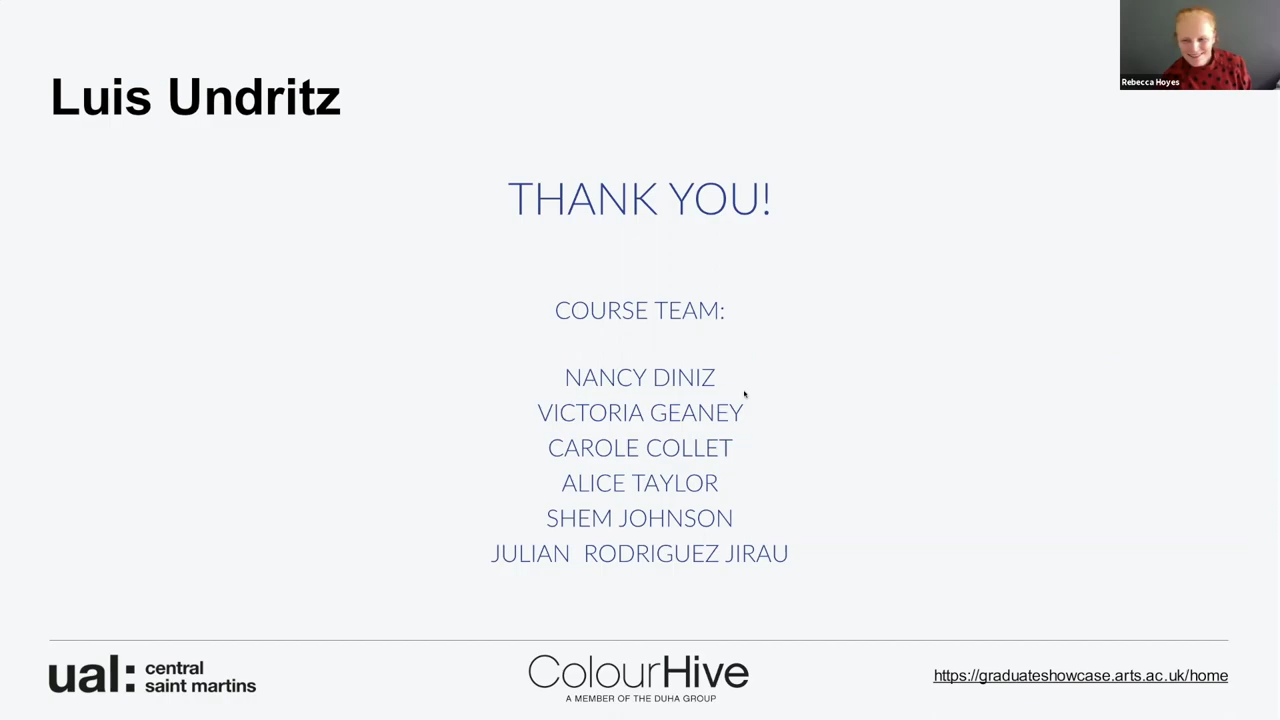 Rebecca Hoyes
Luis Undritz
THANK YOU!
COURSE TEAM:
NANCY DINIZ
VICTORIA GEANEY
CAROLE COLLET
ALICE TAYLOR
SHEM JOHNSON
JULIAN RODRIGUEZ JIRAU
ual: central
saint martins
ColourHive
A MEMBER OF THE DUHA GROUP
https://graduateshowcase.arts.ac.uk/home